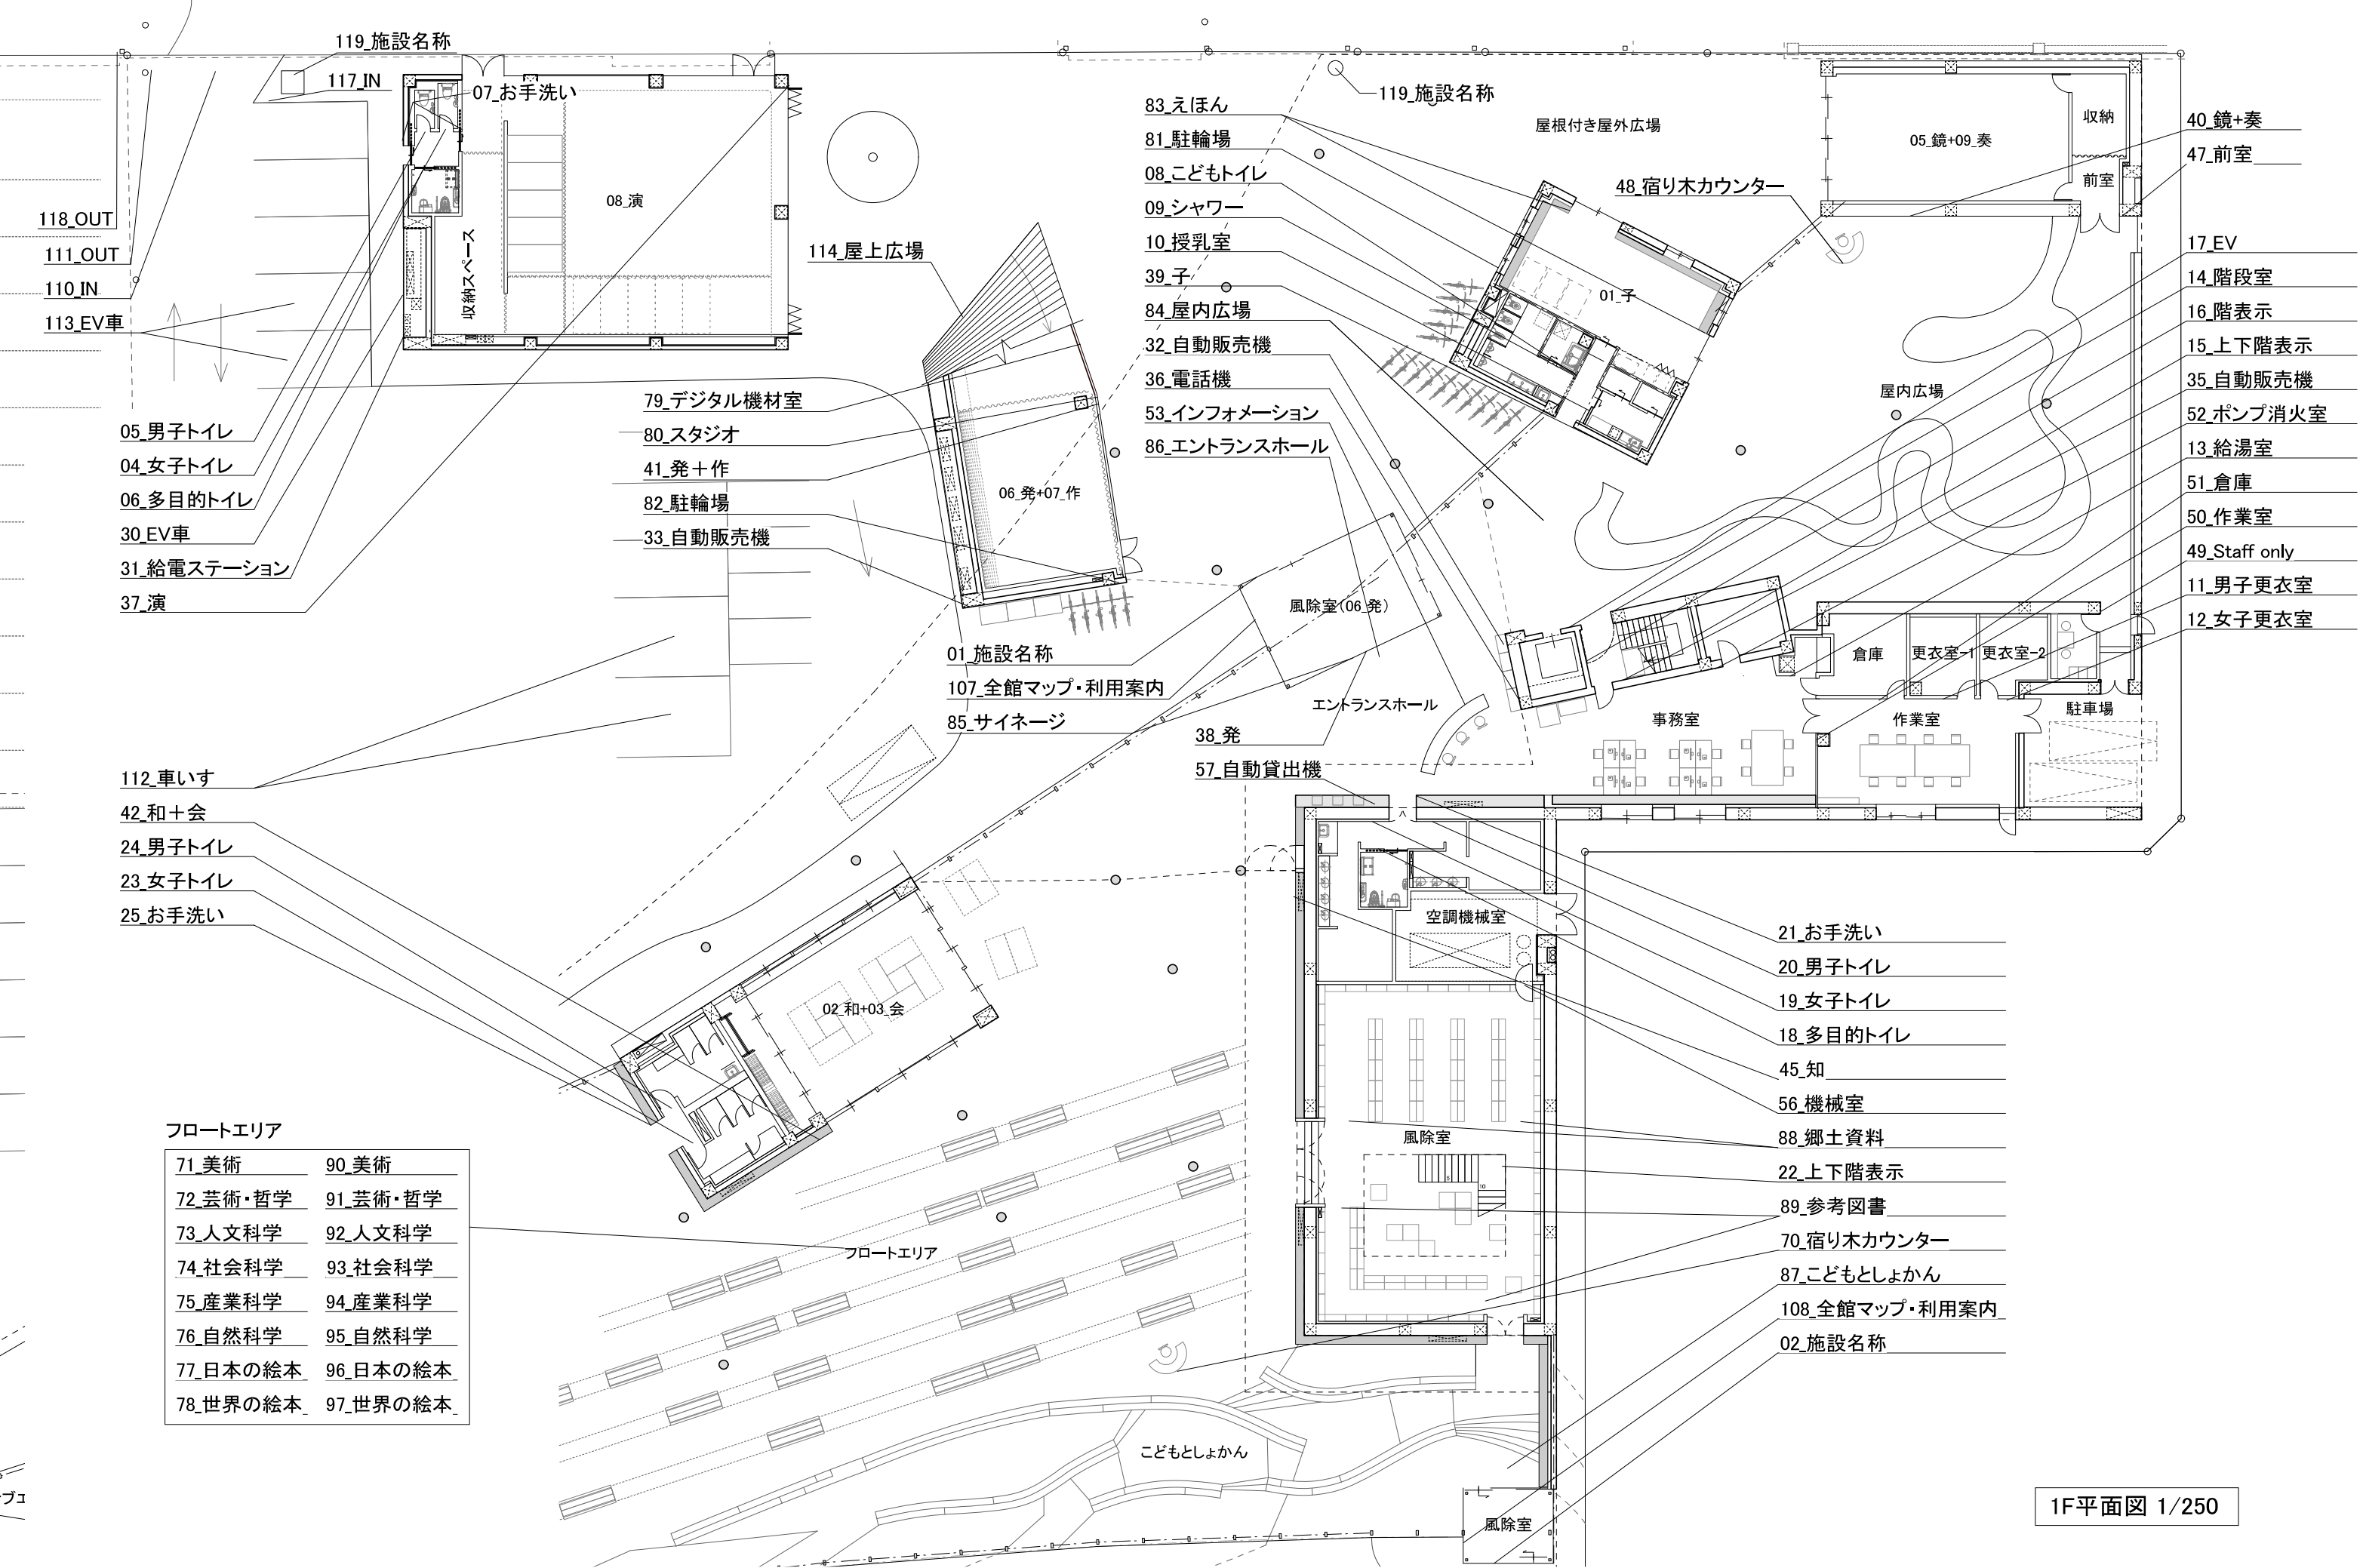 119_施設名称
117_IN
07_お手洗い
118_OUT
111_OUT
110_IN
113_EV車
08_演
収納スペース
05_男子トイレ
04_女子トイレ
06_多目的トイレ
30_EV車
31_給電ステーション
37_演
114_屋上広場
79_デジタル機材室
80_スタジオ
41_発＋作
82_駐輪場
33_自動販売機
06_発+07_作
119_施設名称
屋根付き屋外広場
83_えほん
81_駐輪場
08_こどもトイレ
09_シャワー
10_授乳室
39_子
84_屋内広場
32_自動販売機
36_電話機
53_インフォメーション
86_エントランスホール
48_宿り木カウンター
01_子
05_鏡+09_奏
収納
前室
屋内広場
40_鏡+奏
47_前室
17_EV
14_階段室
16_階表示
15_上下階表示
35_自動販売機
52_ポンプ消火室
13_給湯室
51_倉庫
50_作業室
49_Staff only
11_男子更衣室
12_女子更衣室
風除室(06_発)
01_施設名称
107_全館マップ・利用案内
85_サイネージ
エントランスホール
38_発
57_自動貸出機
倉庫
更衣室-1
更衣室-2
事務室
作業室
駐車場
112_車いす
42_和＋会
24_男子トイレ
23_女子トイレ
25_お手洗い
02_和+03_会
空調機械室
21_お手洗い
20_男子トイレ
19_女子トイレ
18_多目的トイレ
45_知
56_機械室
88_郷土資料
22_上下階表示
89_参考図書
70_宿り木カウンター
87_こどもとしょかん
108_全館マップ・利用案内
02_施設名称
風除室
5
10
フロートエリア
71_美術 90_美術
72_芸術・哲学 91_芸術・哲学
73_人文科学 92_人文科学
74_社会科学 93_社会科学
75_産業科学 94_産業科学
76_自然科学 95_自然科学
77_日本の絵本 96_日本の絵本
78_世界の絵本 97_世界の絵本
フロートエリア
こどもとしょかん
風除室
1F平面図 1/250